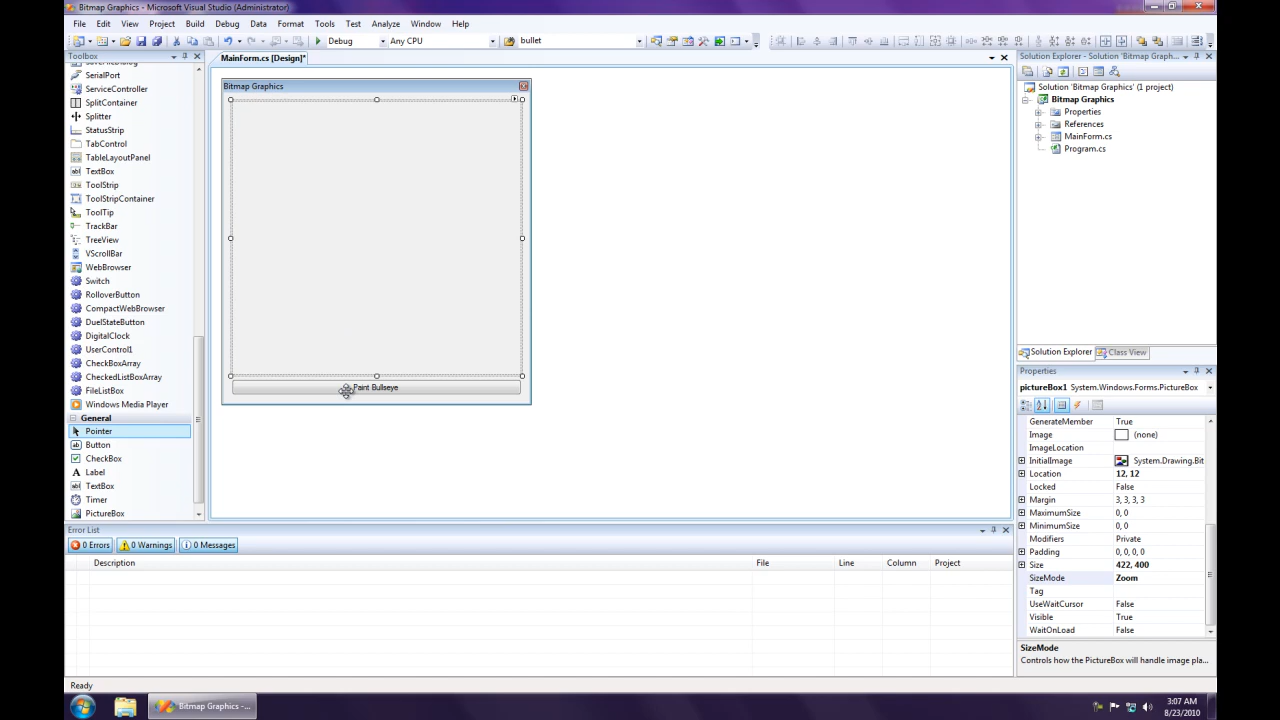 Bitmap Graphics - Microsoft Visual Studio (Administrator)
File Edit View Project Build Debug Data Format Tools Test Analyze Window Help
Debug Any CPU bullet
Toolbox
SerialPort
ServiceController
SplitContainer
Splitter
StatusStrip
TabControl
TableLayoutPanel
TextBox
ToolStrip
ToolStripContainer
ToolTip
TrackBar
TreeView
VScrollBar
WebBrowser
Switch
RolloverButton
CompactWebBrowser
DuelStateButton
DigitalClock
UserControl1
CheckBoxArray
CheckedListBoxArray
FileListBox
Windows Media Player
General
Pointer
Button
CheckBox
Label
TextBox
Timer
PictureBox
MainForm.cs [Design]*
Bitmap Graphics
Paint Bullseye
Solution Explorer - Solution 'Bitmap Graph...
Solution 'Bitmap Graphics' (1 project)
Bitmap Graphics
Properties
References
MainForm.cs
Program.cs
Solution Explorer Class View
Properties
pictureBox1 System.Windows.Forms.PictureBox
GenerateMember True
Image (none)
ImageLocation
InitialImage System.Drawing.Bit
Location 12, 12
Locked False
Margin 3, 3, 3, 3
MaximumSize 0, 0
MinimumSize 0, 0
Modifiers Private
Padding 0, 0, 0, 0
Size 422, 400
SizeMode Zoom
Tag
UseWaitCursor False
Visible True
WaitOnLoad False
SizeMode
Controls how the PictureBox will handle image pla...
Error List
0 Errors 0 Warnings 0 Messages
Description File Line Column Project
Ready
Bitmap Graphics -...
3:07 AM
8/23/2010